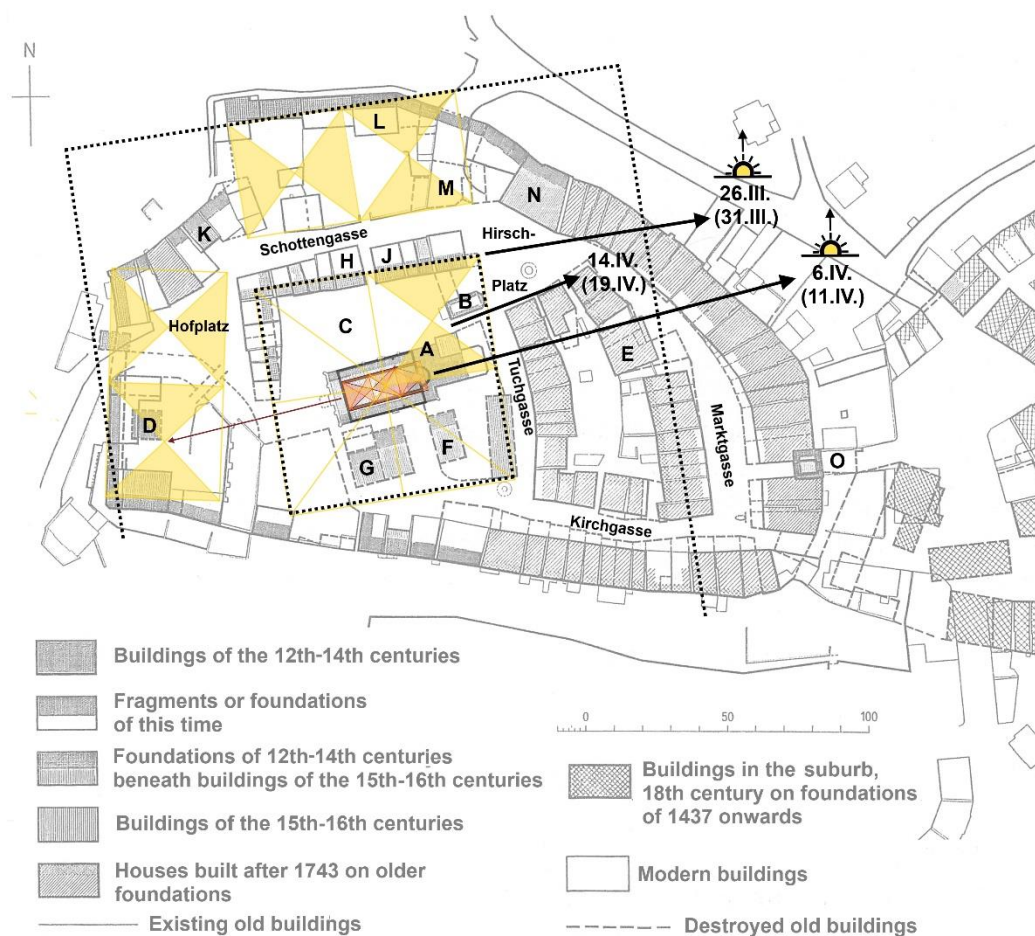 N
L
M
N
K
Schottengasse
Hirsch-
26.III.
(31.III.)
H
J
14.IV.
(19.IV.)
6.IV.
(11.IV.)
Hofplatz
B
Platz
C
A
E
Tuchgasse
D
Marktgasse
F
G
O
Kirchgasse
Buildings of the 12th-14th centuries
Fragments or foundations
of this time
Foundations of 12th-14th centuries
beneath buildings of the 15th-16th centuries
Buildings of the 15th-16th centuries
Houses built after 1743 on older
foundations
Existing old buildings
0 50 100
Buildings in the suburb,
18th century on foundations
of 1437 onwards
Modern buildings
Destroyed old buildings